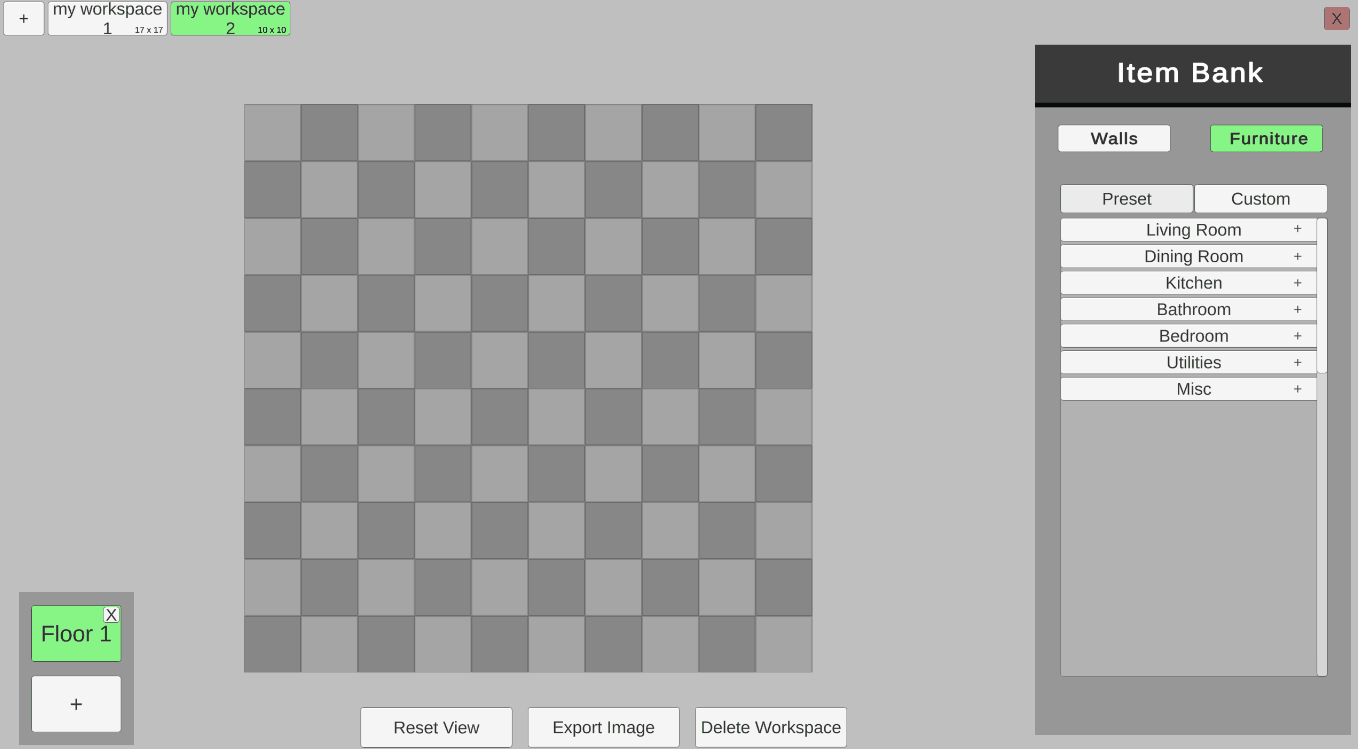 +
my workspace
1
17 x 17
my workspace
2
10 x 10
X
Item Bank
Walls
Furniture
Preset
Custom
Living Room +
Dining Room +
Kitchen +
Bathroom +
Bedroom +
Utilities +
Misc +
X
Floor 1
+
Reset View
Export Image
Delete Workspace